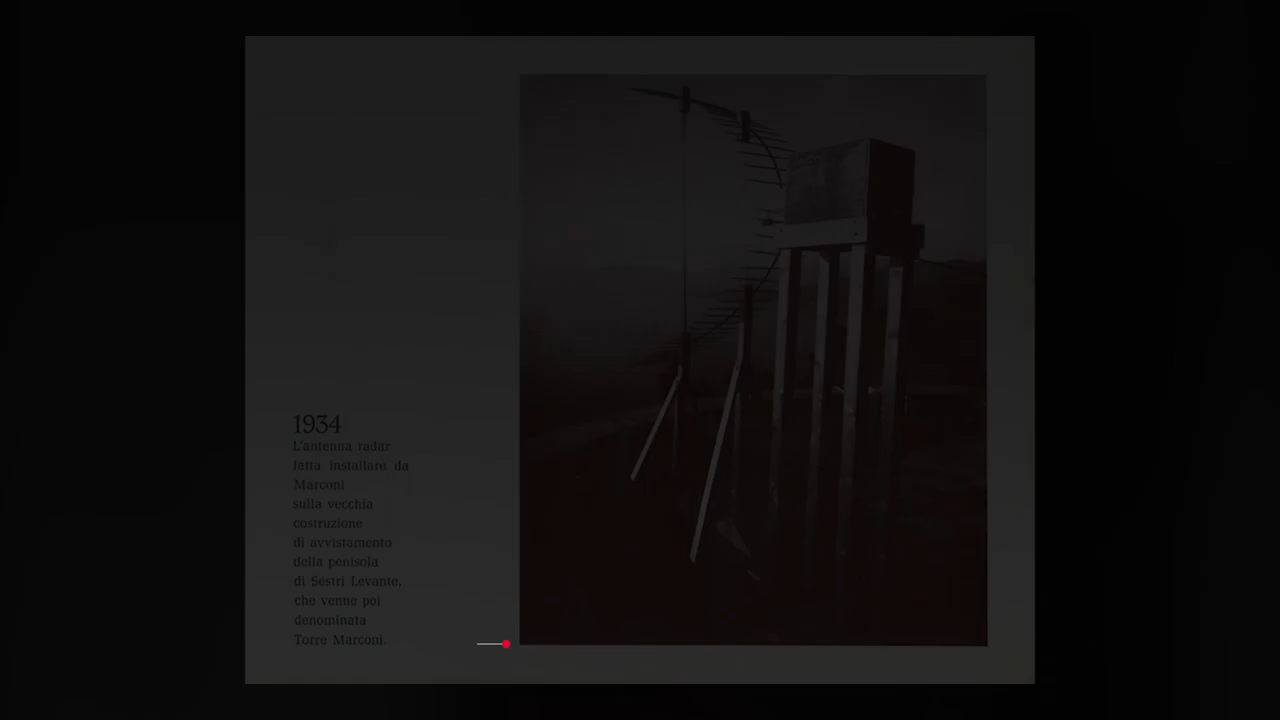 1934
L'antenna radar
fatta installare da
Marconi
sulla vecchia
costruzione
di avvistamento
della penisola
di Sestri Levante,
che venne poi
denominata
Torre Marconi.